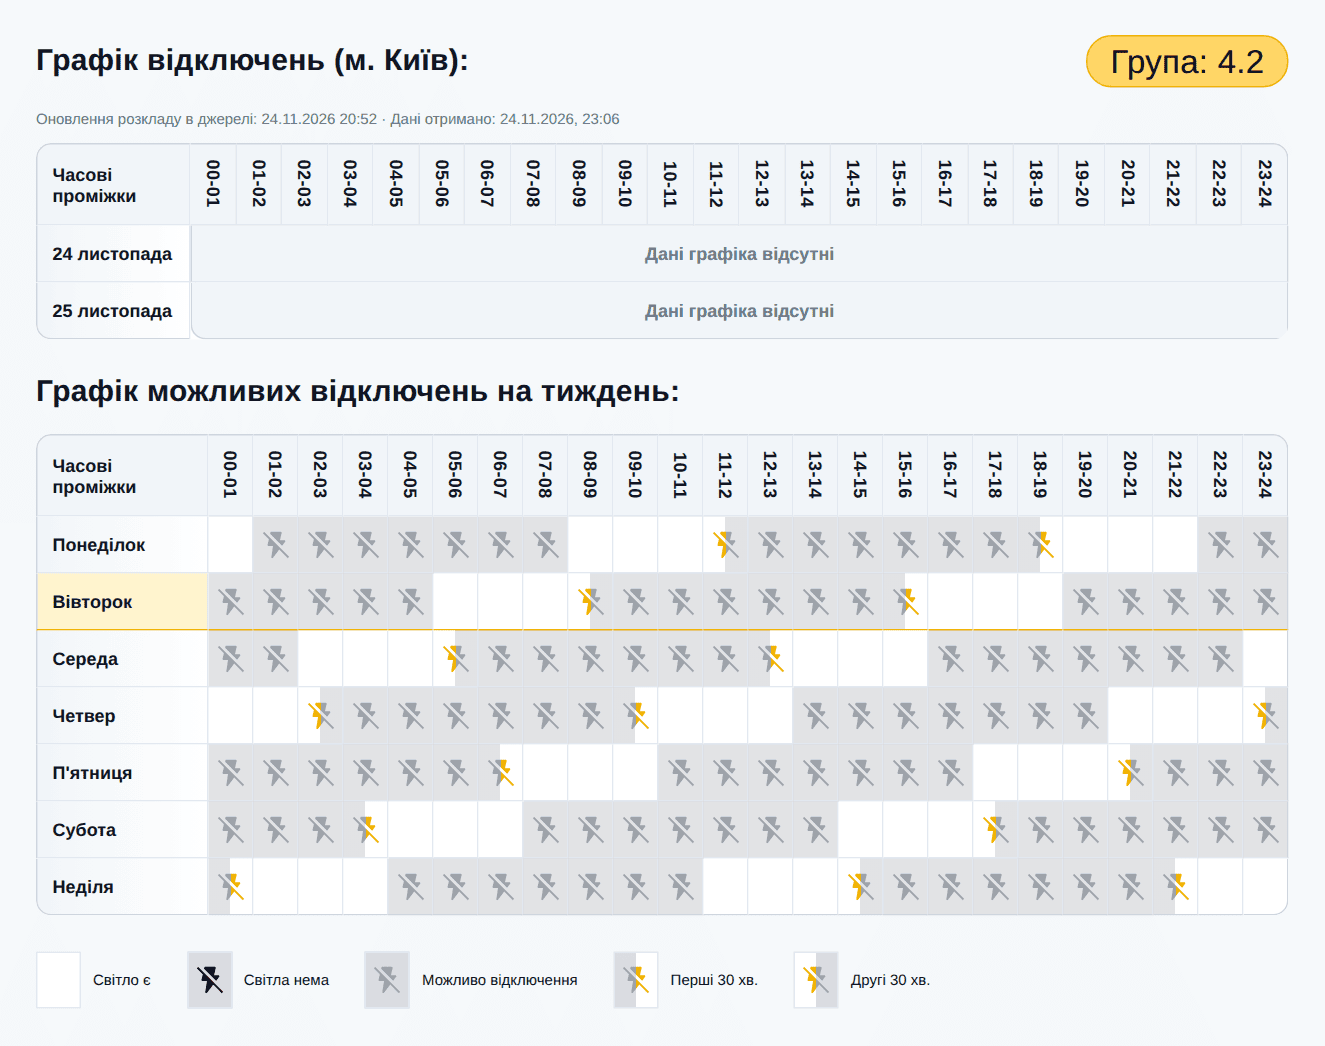 Графік відключень (м. Київ):
Група: 4.2
Оновлення розкладу в джерелі: 24.11.2026 20:52 · Дані отримано: 24.11.2026, 23:06
Часові
проміжки
00-01 01-02 02-03 03-04 04-05 05-06 06-07 07-08 08-09 09-10 10-11 11-12 12-13 13-14 14-15 15-16 16-17 17-18 18-19 19-20 20-21 21-22 22-23 23-24
24 листопада Дані графіка відсутні
25 листопада Дані графіка відсутні
Графік можливих відключень на тиждень:
Часові
проміжки
00-01 01-02 02-03 03-04 04-05 05-06 06-07 07-08 08-09 09-10 10-11 11-12 12-13 13-14 14-15 15-16 16-17 17-18 18-19 19-20 20-21 21-22 22-23 23-24
Понеділок
Вівторок
Середа
Четвер
П'ятниця
Субота
Неділя
Світло є Світла нема Можливо відключення Перші 30 хв. Другі 30 хв.